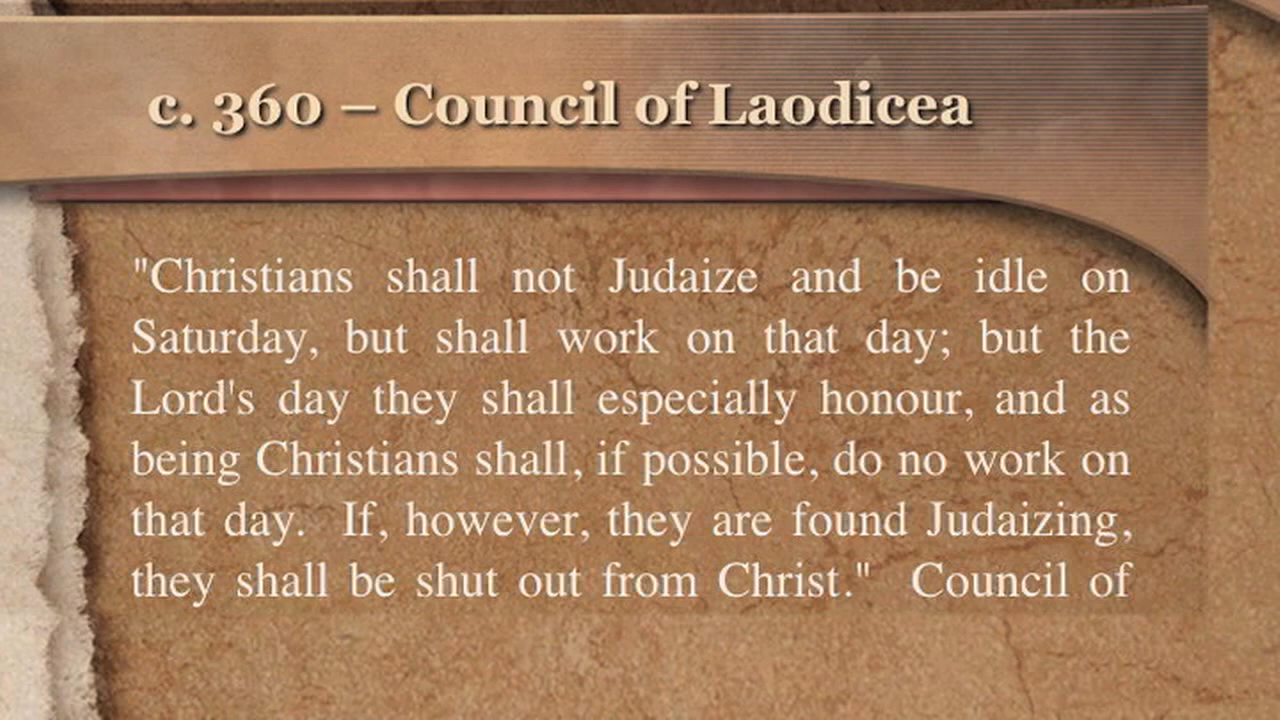 c. 360 – Council of Laodicea
"Christians shall not Judaize and be idle on
Saturday, but shall work on that day; but the
Lord's day they shall especially honour, and as
being Christians shall, if possible, do no work on
that day.  If, however, they are found Judaizing,
they shall be shut out from Christ."  Council of